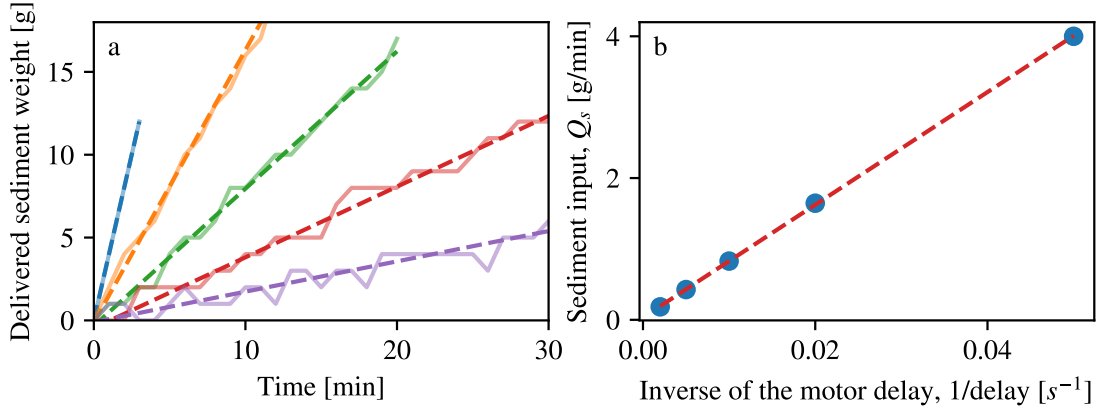 a
Delivered sediment weight [g]
15
10
5
0
0
10
20
30
Time [min]
b
Sediment input, Qₛ [g/min]
4
2
0
0.00
0.02
0.04
Inverse of the motor delay, 1/delay [s⁻¹]